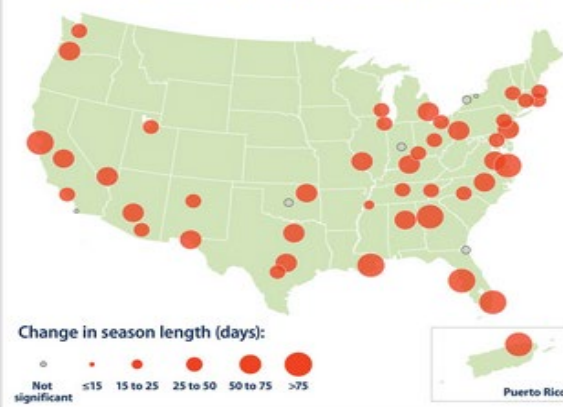 Change in season length (days):
Not significant
≤15
15 to 25
25 to 50
50 to 75
>75
Puerto Rico